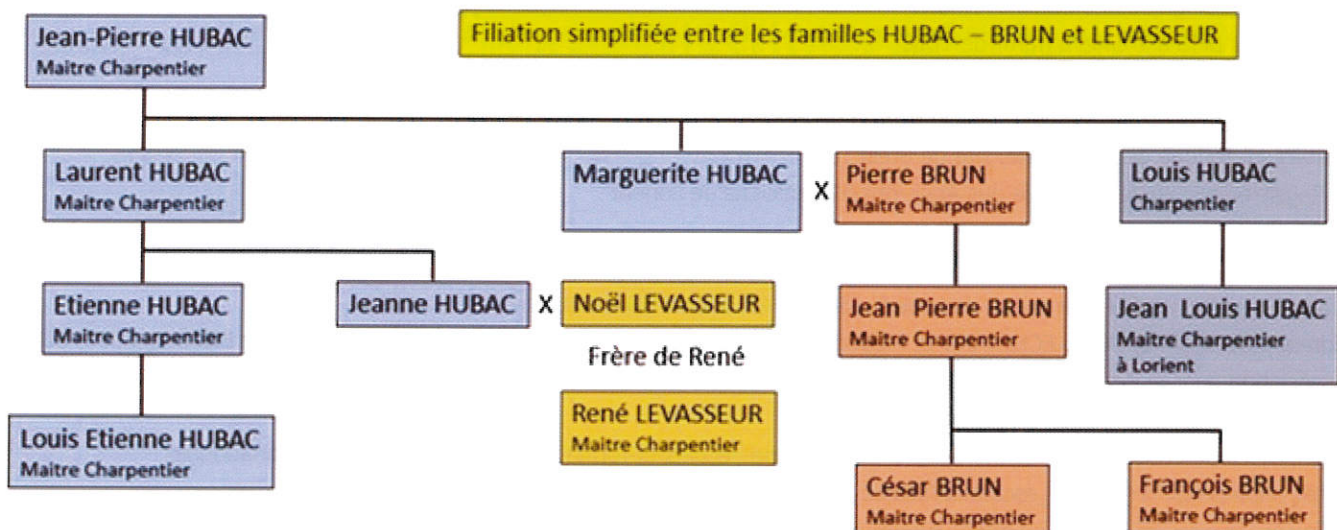 Jean-Pierre HUBAC
Maitre Charpentier
Filiation simplifiée entre les familles HUBAC – BRUN et LEVASSEUR
Laurent HUBAC
Maitre Charpentier
Marguerite HUBAC
X
Pierre BRUN
Maitre Charpentier
Louis HUBAC
Charpentier
Etienne HUBAC
Maitre Charpentier
Jeanne HUBAC
X
Noël LEVASSEUR
Frère de René
René LEVASSEUR
Maitre Charpentier
Jean Pierre BRUN
Maitre Charpentier
Jean Louis HUBAC
Maitre Charpentier
à Lorient
Louis Etienne HUBAC
Maitre Charpentier
César BRUN
Maitre Charpentier
François BRUN
Maitre Charpentier